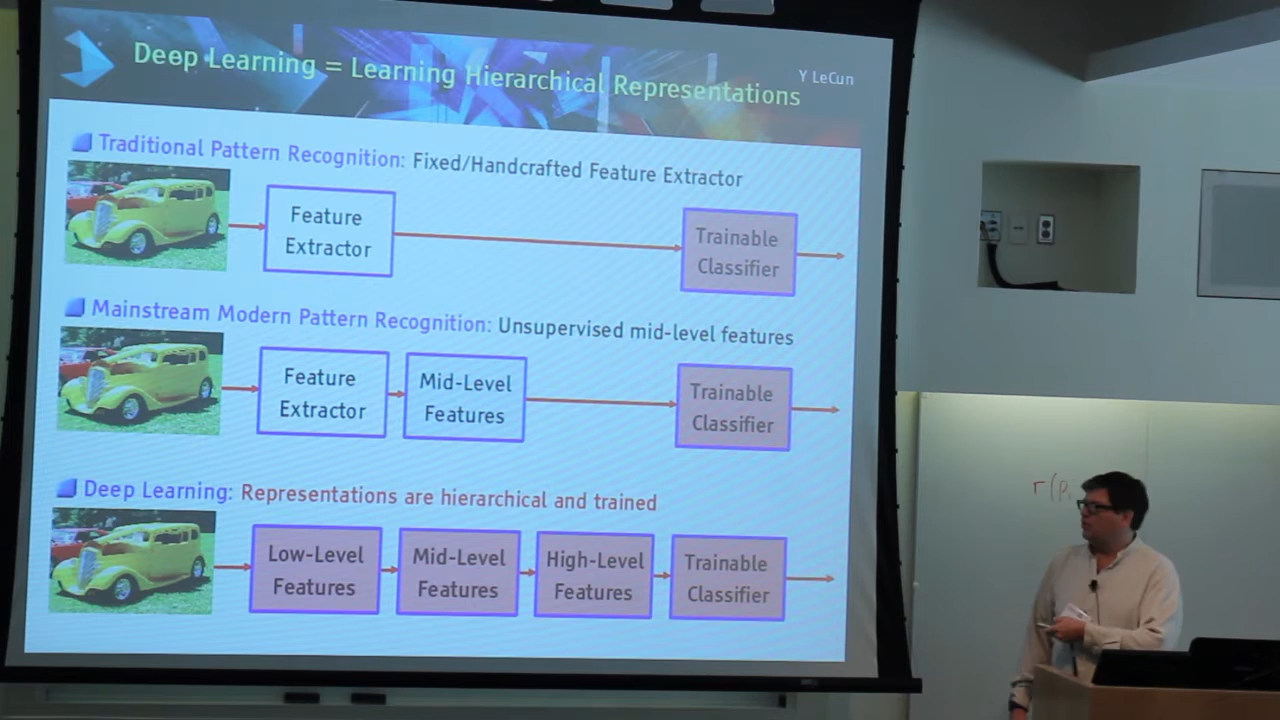 Deep Learning = Learning Hierarchical Representations
Y LeCun
Traditional Pattern Recognition: Fixed/Handcrafted Feature Extractor
Feature
Extractor
Trainable
Classifier
Mainstream Modern Pattern Recognition: Unsupervised mid-level features
Feature
Extractor
Mid-Level
Features
Trainable
Classifier
Deep Learning: Representations are hierarchical and trained
Low-Level
Features
Mid-Level
Features
High-Level
Features
Trainable
Classifier